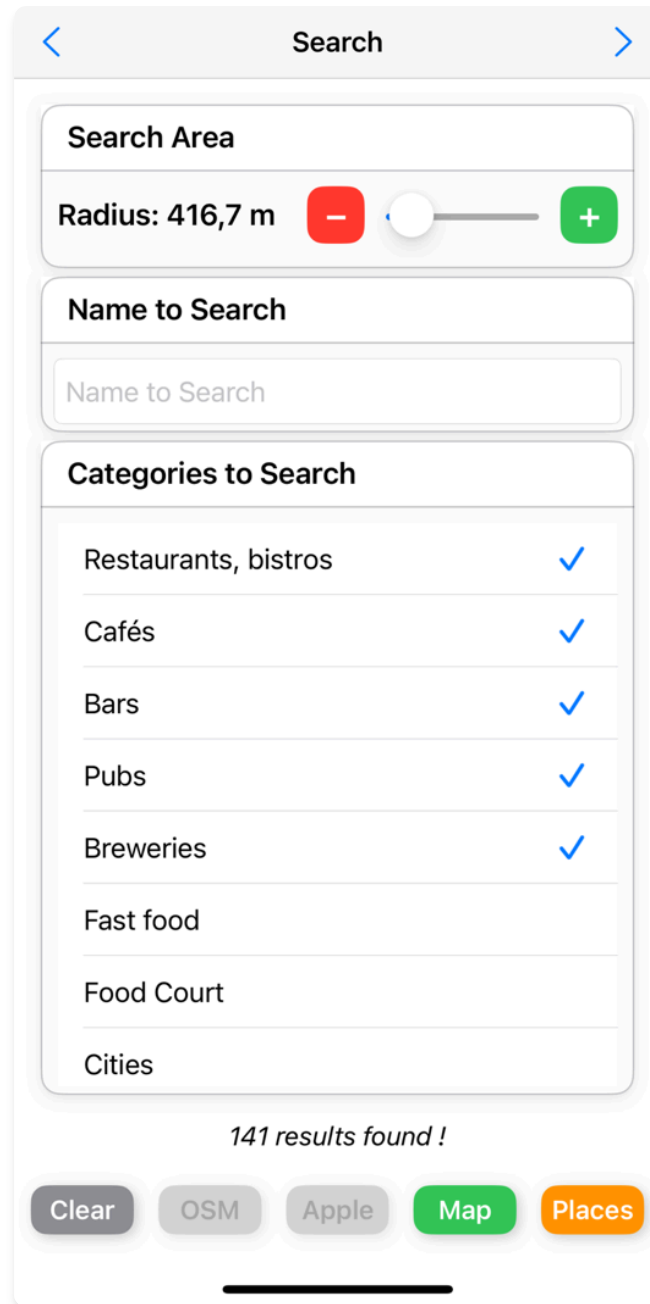 Search
Search Area
Radius: 416,7 m
Name to Search
Name to Search
Categories to Search
Restaurants, bistros
Cafés
Bars
Pubs
Breweries
Fast food
Food Court
Cities
141 results found !
Clear OSM Apple Map Places